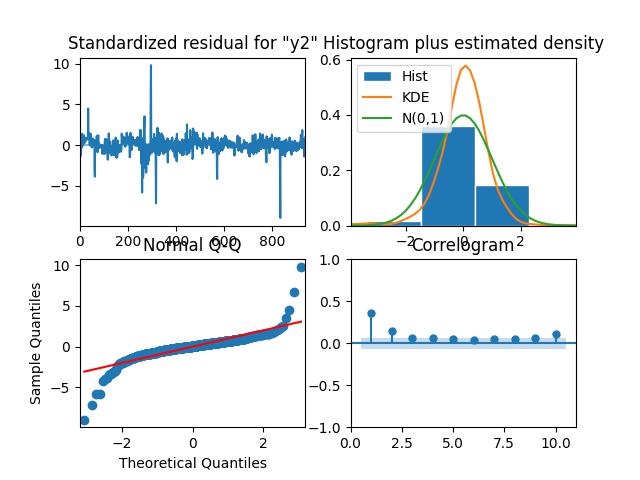 Standardized residual for "y2"
10
5
0
−5
0 200 400 600 800
Histogram plus estimated density
0.6
0.4
0.2
0.0
Hist
KDE
N(0,1)
−2 0 2
Normal Q-Q
10
5
0
−5
Sample Quantiles
−2 0 2
Theoretical Quantiles
Correlogram
1.0
0.5
0.0
−0.5
−1.0
0.0 2.5 5.0 7.5 10.0